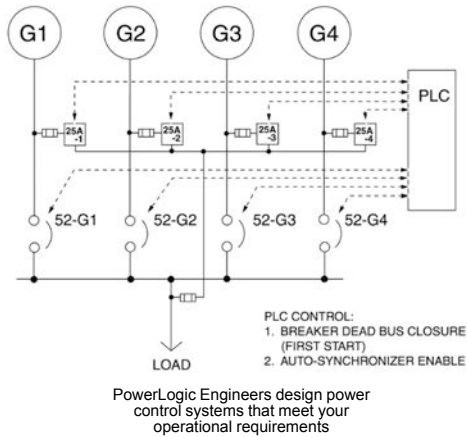 G1 G2 G3 G4
PLC
25A -1
25A -2
25A -3
25A -4
52-G1 52-G2 52-G3 52-G4
LOAD
PLC CONTROL:
1. BREAKER DEAD BUS CLOSURE
(FIRST START)
2. AUTO-SYNCHRONIZER ENABLE
PowerLogic Engineers design power
control systems that meet your
operational requirements